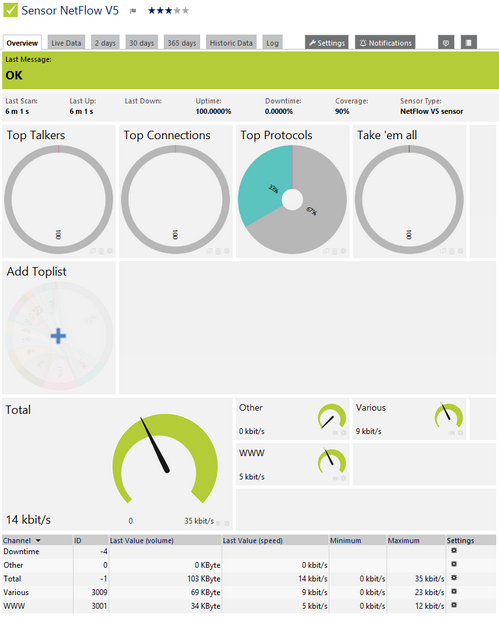 Sensor NetFlow V5
Overview Live Data 2 days 30 days 365 days Historic Data Log Settings Notifications
Last Message:
OK
Last Scan: Last Up: Last Down: Uptime: Downtime: Coverage: Sensor Type:
6 m 1 s 6 m 1 s 100.0000% 0.0000% 90% NetFlow V5 sensor
Top Talkers Top Connections Top Protocols Take 'em all
33%
67%
100 100 100
Add Toplist
Total
Other Various
0 kbit/s 9 kbit/s
WWW
5 kbit/s
14 kbit/s 0 35 kbit/s
Channel ID Last Value (volume) Last Value (speed) Minimum Maximum Settings
Downtime -4
Other 0 0 KByte 0 kbit/s
Total -1 103 KByte 14 kbit/s 0 kbit/s 35 kbit/s
Various 3009 69 KByte 9 kbit/s 0 kbit/s 23 kbit/s
WWW 3001 34 KByte 5 kbit/s 0 kbit/s 12 kbit/s